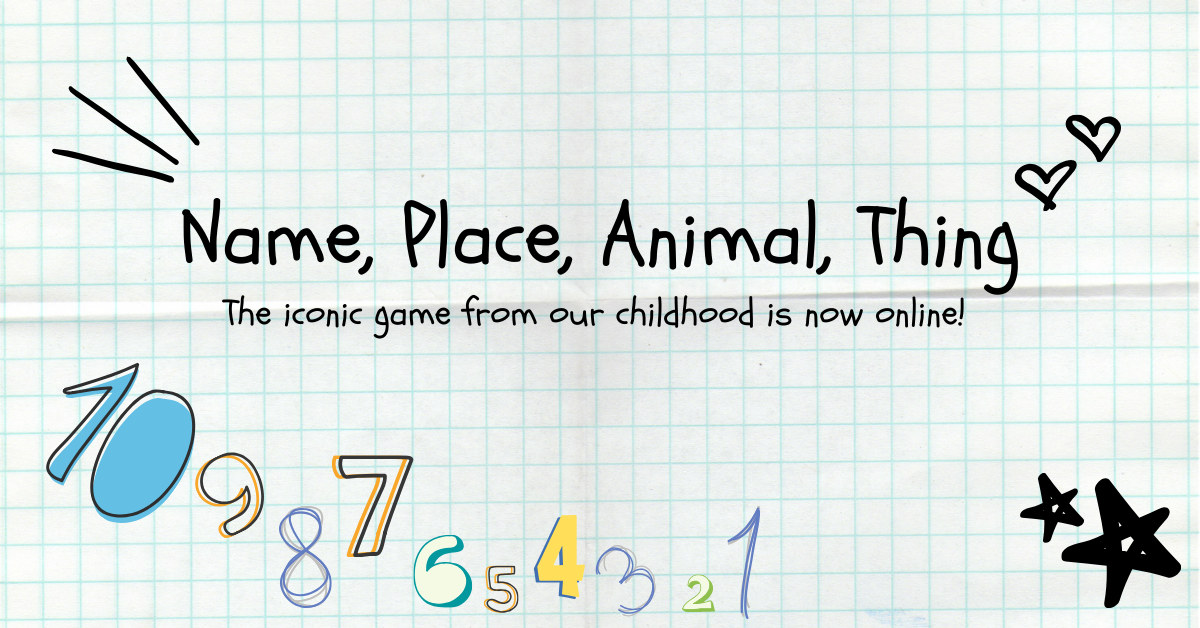 Name, Place, Animal, Thing
The iconic game from our childhood is now online!
10 9 8 7 6 5 4 3 2 1